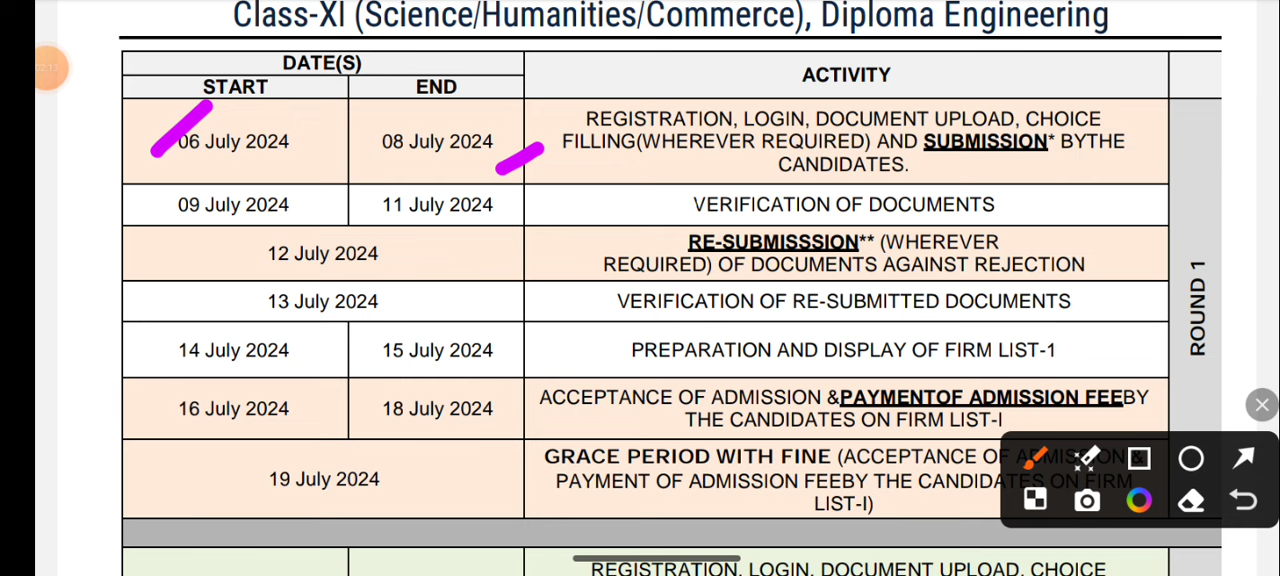 Class-XI (Science/Humanities/Commerce), Diploma Engineering
DATE(S)
START
END
ACTIVITY
06 July 2024
08 July 2024
REGISTRATION, LOGIN, DOCUMENT UPLOAD, CHOICE
FILLING(WHEREVER REQUIRED) AND SUBMISSION* BYTHE
CANDIDATES.
09 July 2024
11 July 2024
VERIFICATION OF DOCUMENTS
12 July 2024
RE-SUBMISSSION** (WHEREVER
REQUIRED) OF DOCUMENTS AGAINST REJECTION
13 July 2024
VERIFICATION OF RE-SUBMITTED DOCUMENTS
14 July 2024
15 July 2024
PREPARATION AND DISPLAY OF FIRM LIST-1
16 July 2024
18 July 2024
ACCEPTANCE OF ADMISSION &PAYMENTOF ADMISSION FEEBY
THE CANDIDATES ON FIRM LIST-I
19 July 2024
GRACE PERIOD WITH FINE (ACCEPTANCE OF ADMISSION &
PAYMENT OF ADMISSION FEEBY THE CANDIDATES ON FIRM
LIST-I)
ROUND 1
REGISTRATION, LOGIN, DOCUMENT UPLOAD, CHOICE